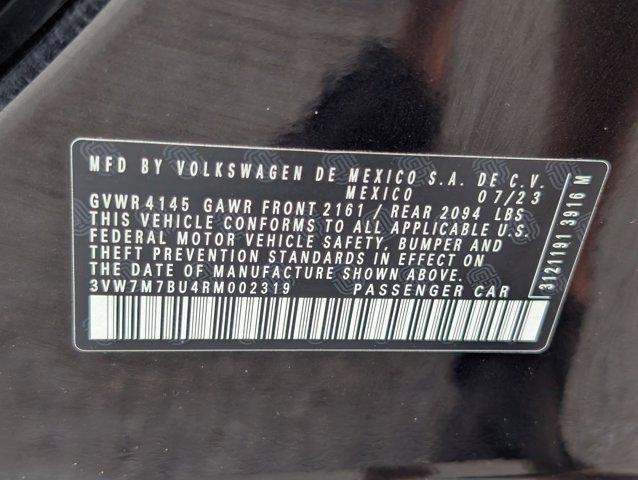 MFD BY VOLKSWAGEN DE MEXICO S.A. DE C.V.
MEXICO 07/23
GVWR 4145 GAWR FRONT 2161 / REAR 2094 LBS
THIS VEHICLE CONFORMS TO ALL APPLICABLE U.S.
FEDERAL MOTOR VEHICLE SAFETY, BUMPER AND
THEFT PREVENTION STANDARDS IN EFFECT ON
THE DATE OF MANUFACTURE SHOWN ABOVE.
3VW7M7BU4RM002319 PASSENGER CAR
3121191 3916 M